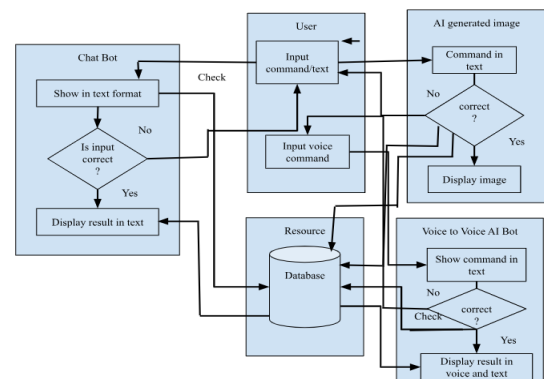 Chat Bot
Show in text format
Is input
correct
?
No
Yes
Display result in text
Check
User
Input
command/text
Input voice
command
Resource
Database
AI generated image
Command in
text
No
correct
?
Yes
Display image
Voice to Voice AI Bot
Show command in
text
No
Check
correct
?
Yes
Display result in
voice and text